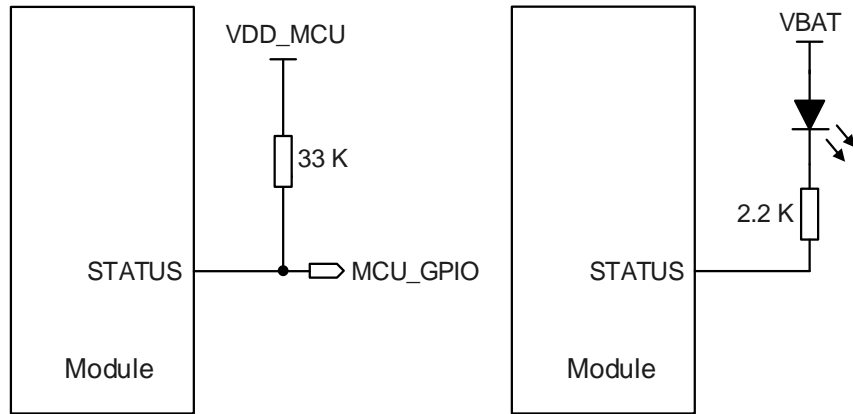 VDD_MCU
33 K
STATUS
MCU_GPIO
Module
VBAT
2.2 K
STATUS
Module